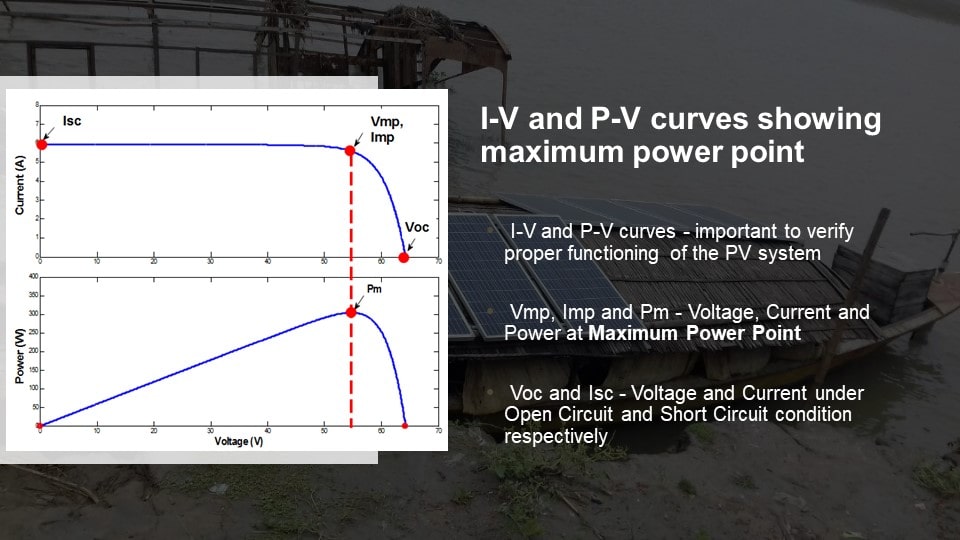 I-V and P-V curves showing
maximum power point
8
7
6
5
4
3
2
1
0
Current (A)
Isc
Vmp,
Imp
Voc
0 10 20 30 40 50 60 70
400
350
300
250
200
150
100
50
0
Power (W)
Pm
0 10 20 30 40 50 60 70
Voltage (V)
• I-V and P-V curves - important to verify
proper functioning of the PV system
• Vmp, Imp and Pm - Voltage, Current and
Power at Maximum Power Point
• Voc and Isc - Voltage and Current under
Open Circuit and Short Circuit condition
respectively